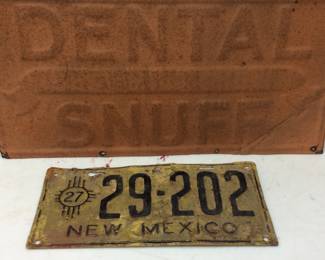 DENTAL
SNUFF
27 29-202
NEW MEXICO